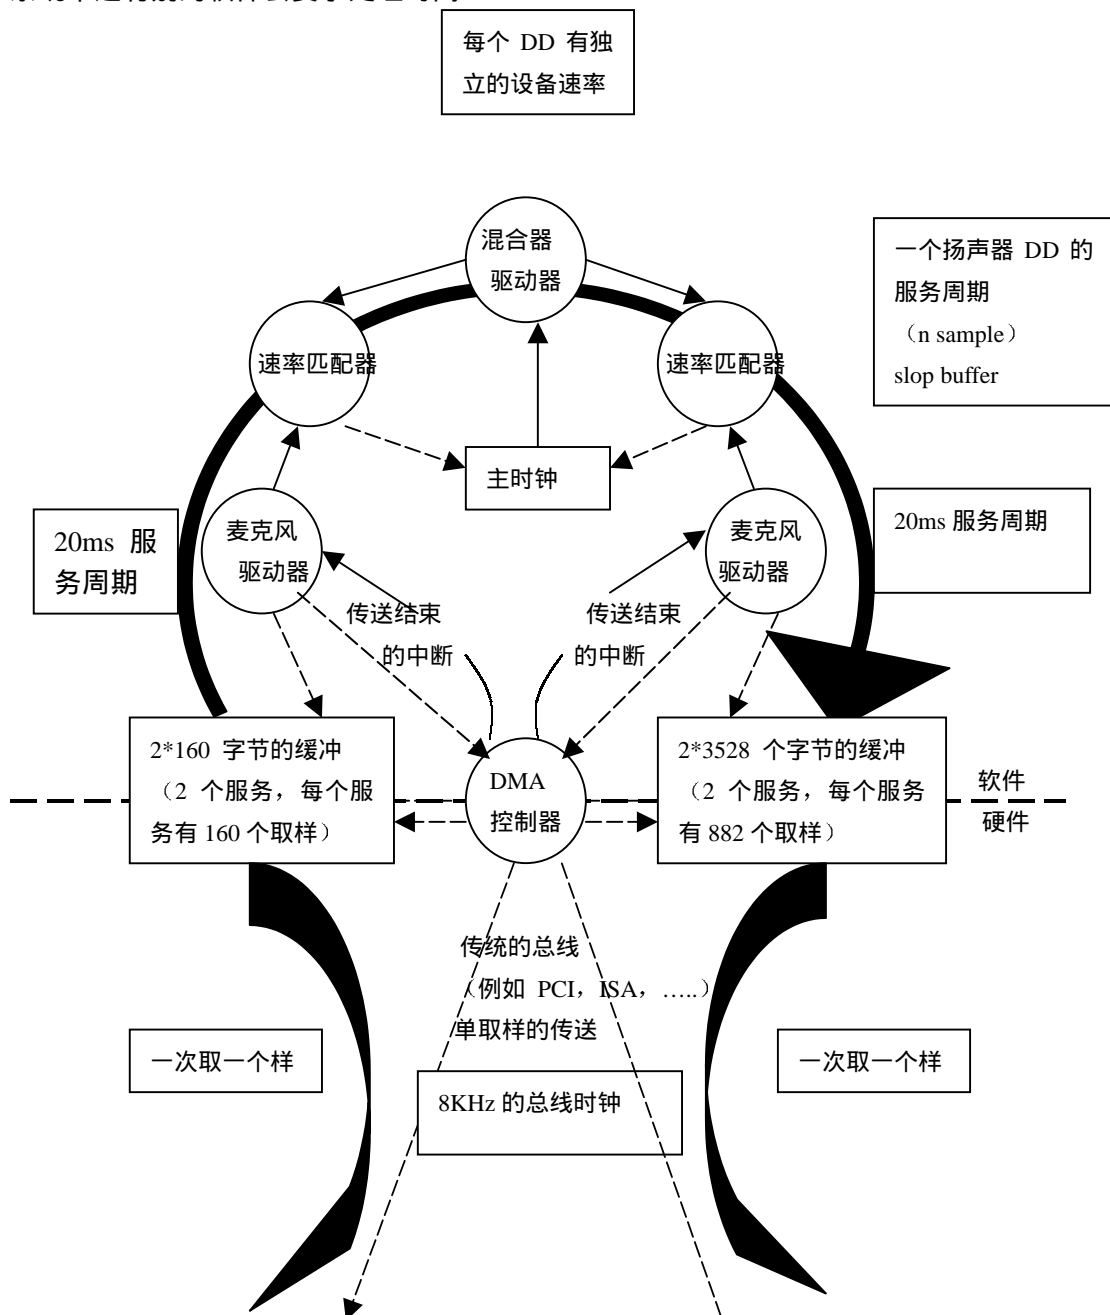 每个 DD 有独
立的设备速率
混合器
驱动器
一个扬声器 DD 的
服务周期
（n sample）
slop buffer
速率匹配器
速率匹配器
主时钟
20ms 服
务周期
麦克风
驱动器
麦克风
驱动器
20ms 服务周期
传送结束
的中断
传送结束
的中断
2*160 字节的缓冲
（2 个服务，每个服
务有 160 个取样）
DMA
控制器
2*3528 个字节的缓冲
（2 个服务，每个服务
有 882 个取样）
软件
硬件
传统的总线
（例如 PCI，ISA，…..）
单取样的传送
一次取一个样
8KHz 的总线时钟
一次取一个样